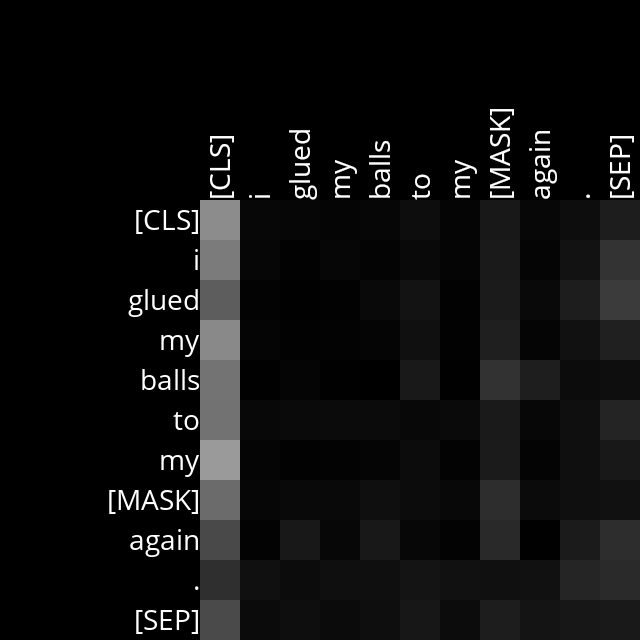 [CLS] i glued my balls to my [MASK] again . [SEP]
[CLS]
i
glued
my
balls
to
my
[MASK]
again
.
[SEP]